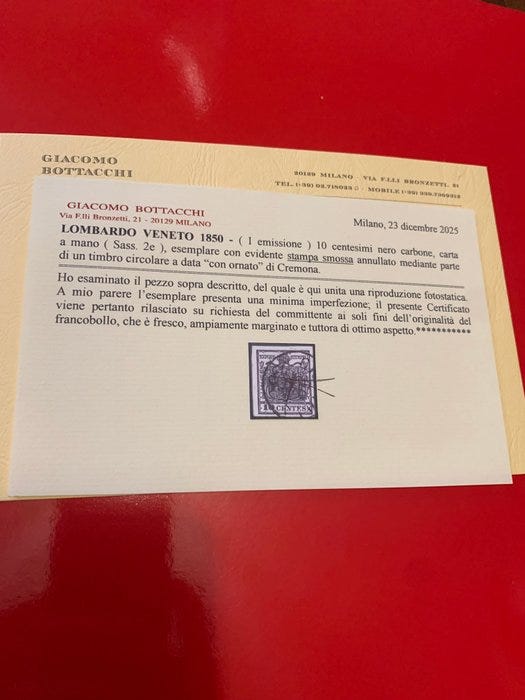 GIACOMO
BOTTACCHI
20129 MILANO - VIA F.LLI BRONZETTI, 21
GIACOMO BOTTACCHI
Via F.lli Bronzetti, 21 - 20129 MILANO
Milano, 23 dicembre 2025
LOMBARDO VENETO 1850 - ( I emissione ) 10 centesimi nero carbone, carta
a mano ( Sass. 2e ), esemplare con evidente stampa smossa annullato mediante parte
di un timbro circolare a data “con ornato” di Cremona.
Ho esaminato il pezzo sopra descritto, del quale è qui unita una riproduzione fotostatica.
A mio parere l'esemplare presenta una minima imperfezione; il presente Certificato
viene pertanto rilasciato su richiesta del committente ai soli fini dell'originalità del
francobollo, che è fresco, ampiamente marginato e tuttora di ottimo aspetto.***********
CENTES